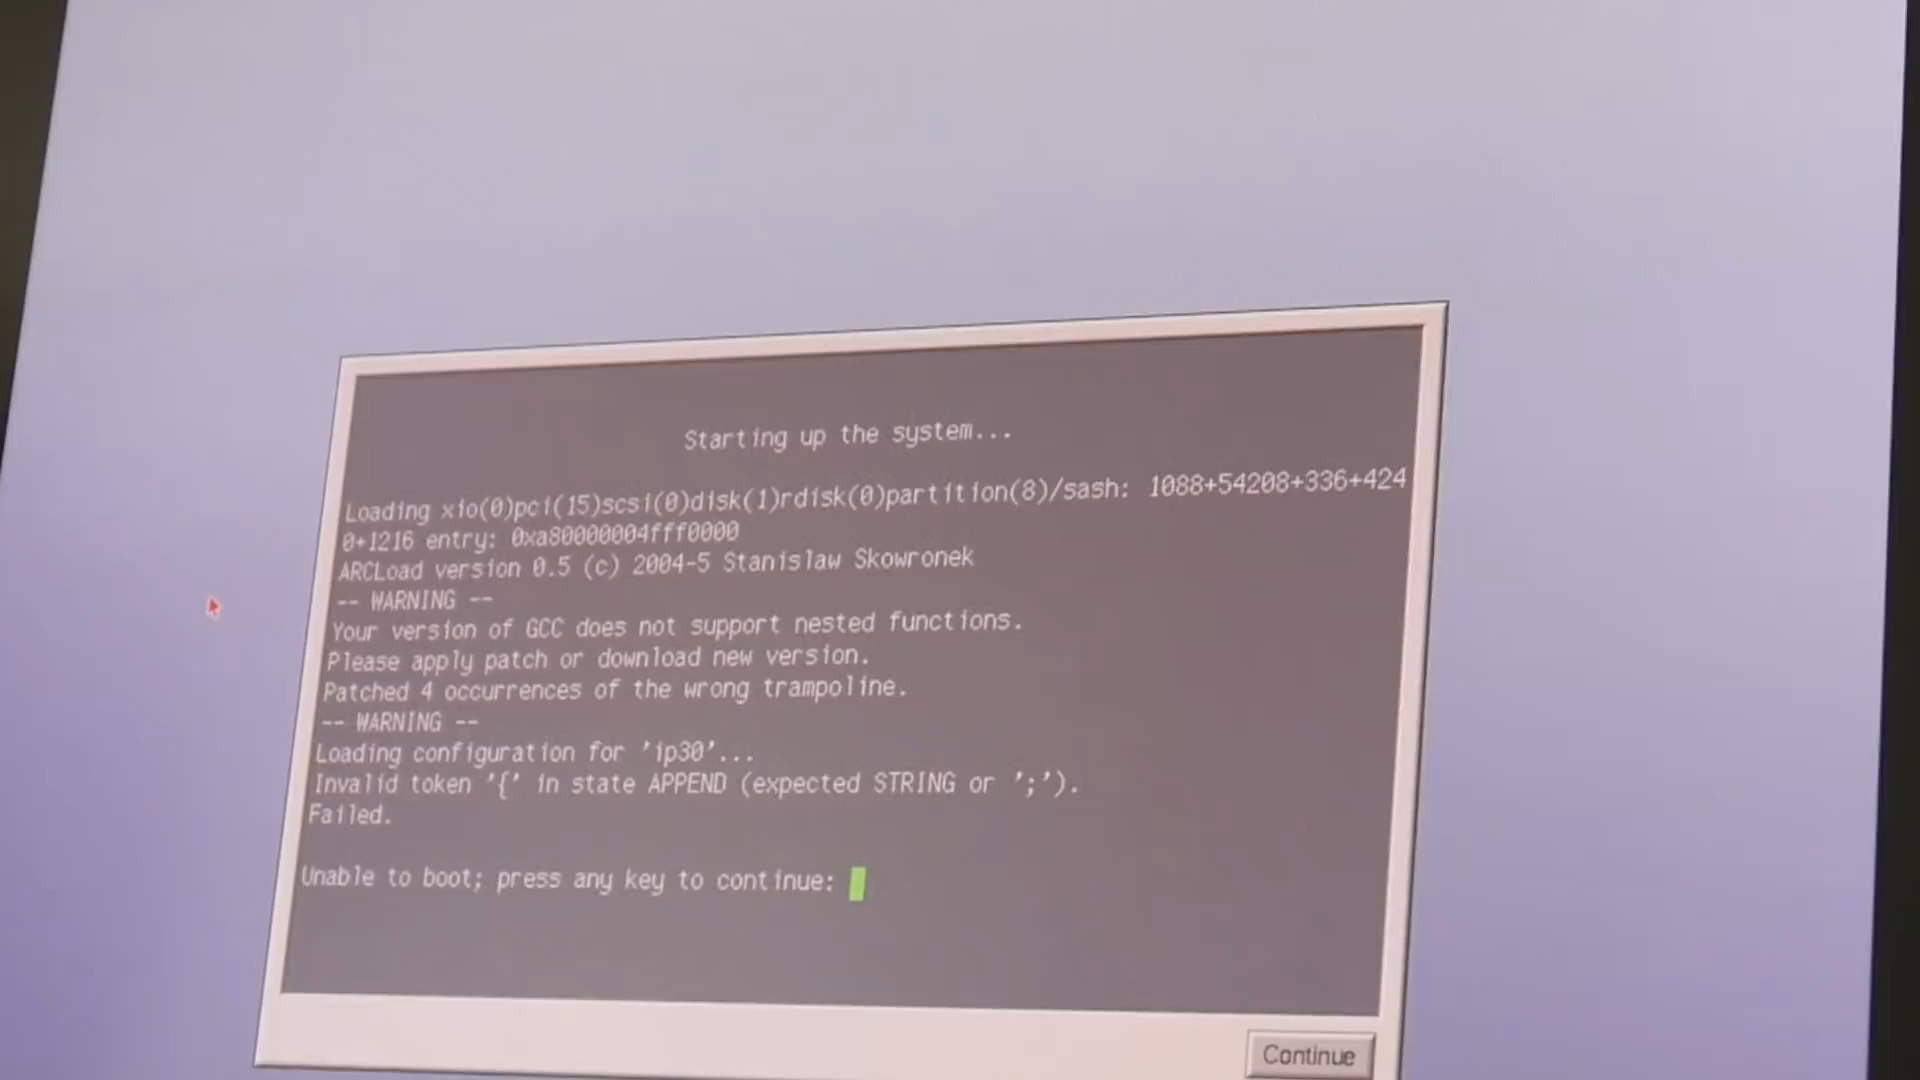 Starting up the system...
Loading xio(0)pci(15)scsi(0)disk(1)rdisk(0)partition(8)/sash: 1088+54208+336+424
0+1216 entry: 0xa80000004fff0000
ARCLoad version 0.5 (c) 2004-5 Stanislaw Skowronek
-- WARNING --
Your version of GCC does not support nested functions.
Please apply patch or download new version.
Patched 4 occurrences of the wrong trampoline.
-- WARNING --
Loading configuration for 'ip30'...
Invalid token '{' in state APPEND (expected STRING or ';').
Failed.
Unable to boot; press any key to continue:
Continue